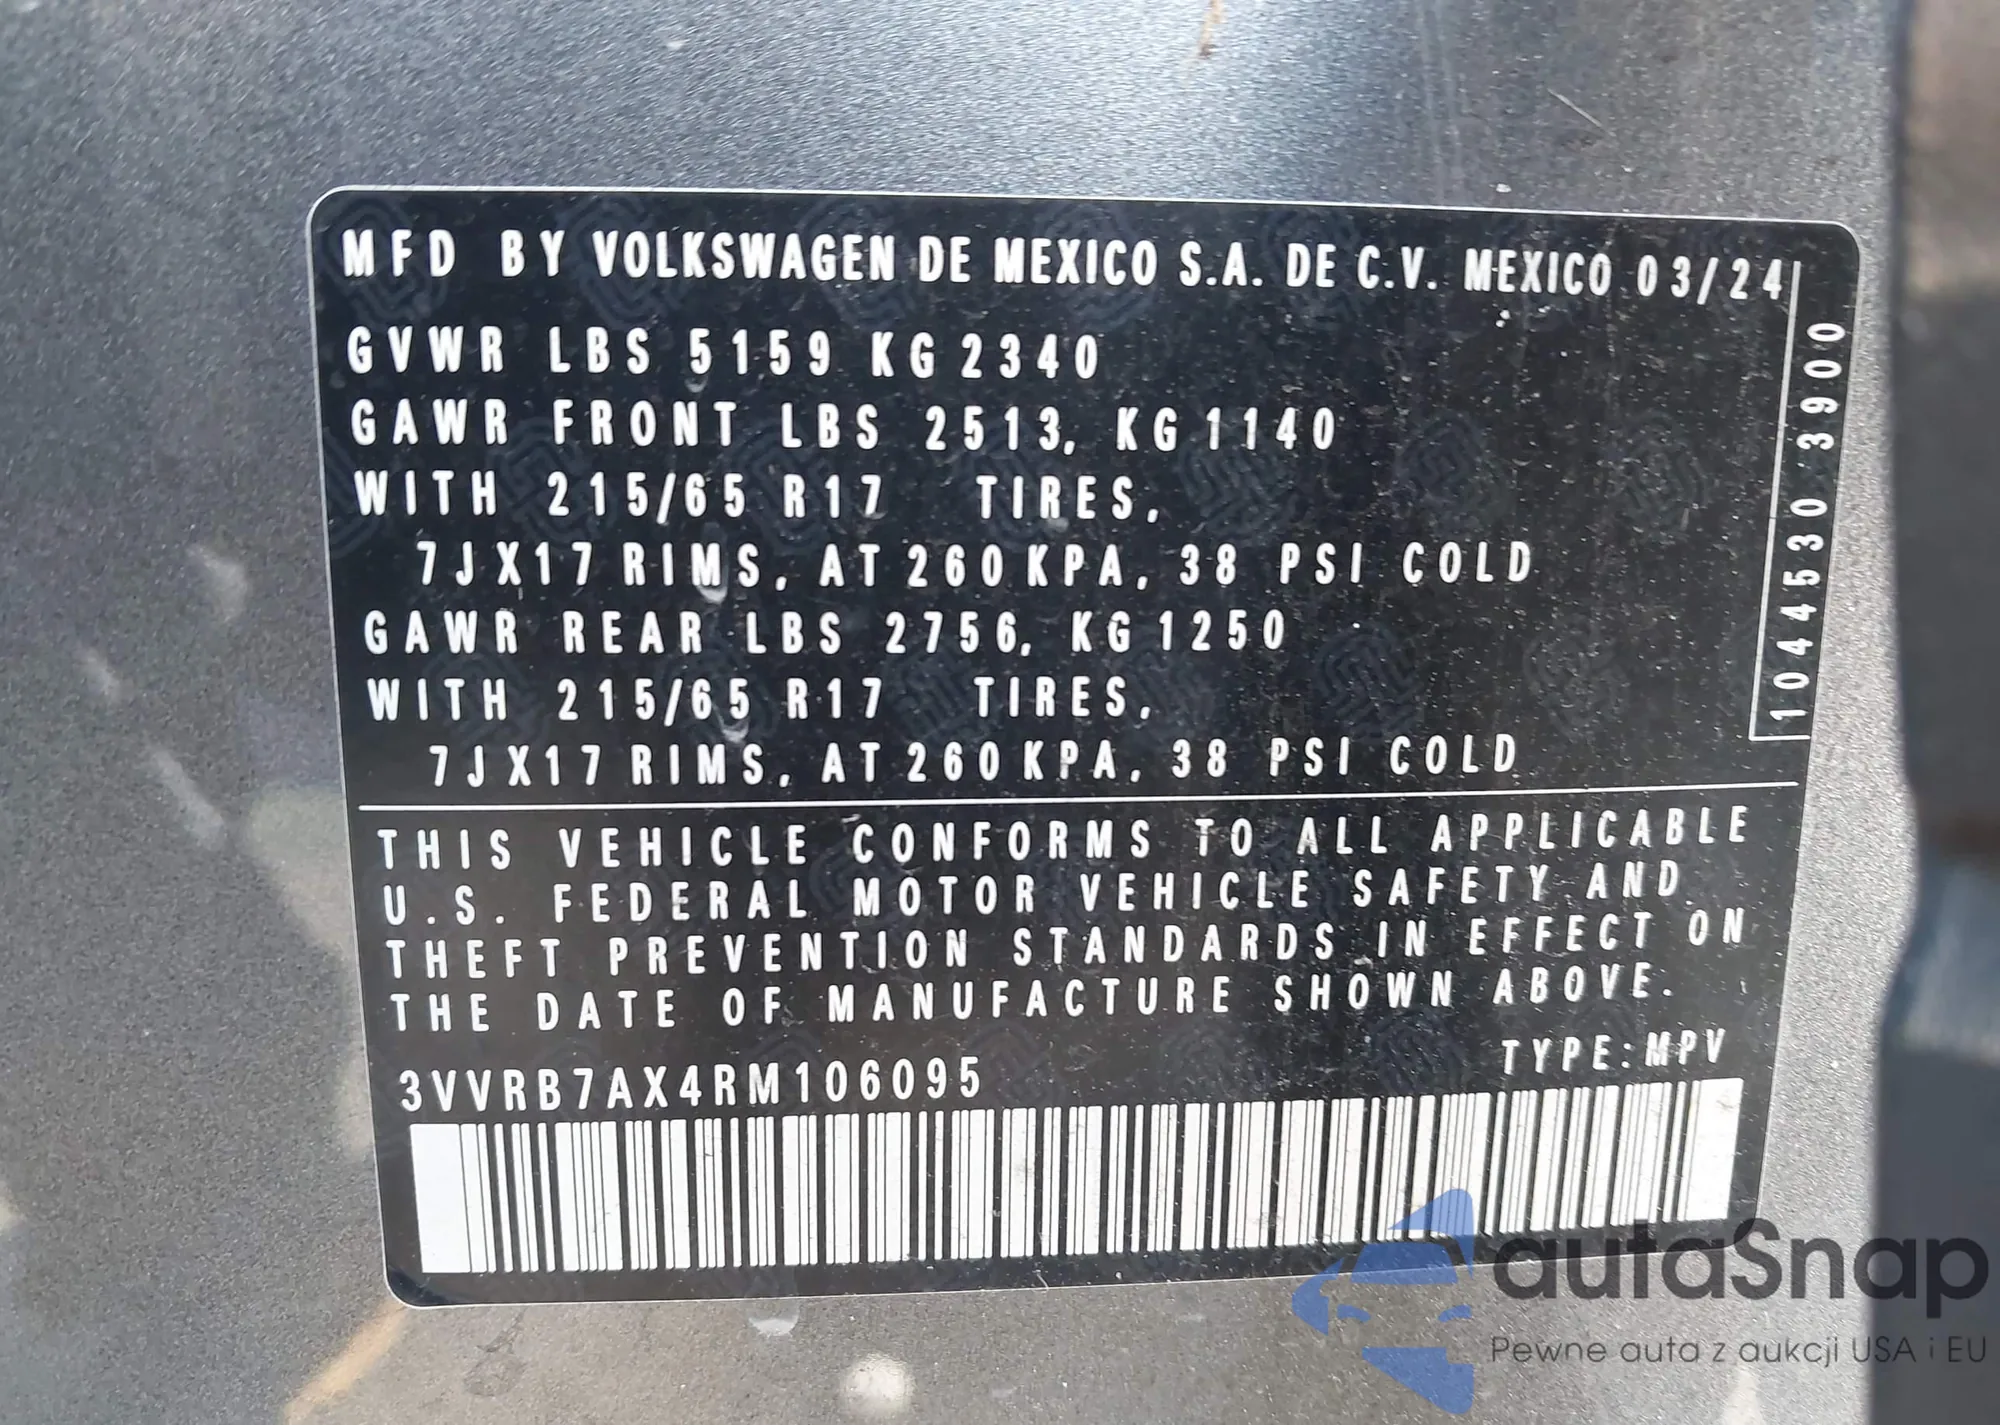 MFD BY VOLKSWAGEN DE MEXICO S.A. DE C.V. MEXICO 03/24
GVWR LBS 5159 KG 2340
GAWR FRONT LBS 2513, KG 1140
WITH 215/65 R17 TIRES,
7JX17 RIMS, AT 260 KPA, 38 PSI COLD
GAWR REAR LBS 2756, KG 1250
WITH 215/65 R17 TIRES,
7JX17 RIMS, AT 260 KPA, 38 PSI COLD
1044530 3900
THIS VEHICLE CONFORMS TO ALL APPLICABLE
U.S. FEDERAL MOTOR VEHICLE SAFETY AND
THEFT PREVENTION STANDARDS IN EFFECT ON
THE DATE OF MANUFACTURE SHOWN ABOVE.
TYPE: MPV
3VVRB7AX4RM106095
autaSnap
Pewne auta z aukcji USA i EU